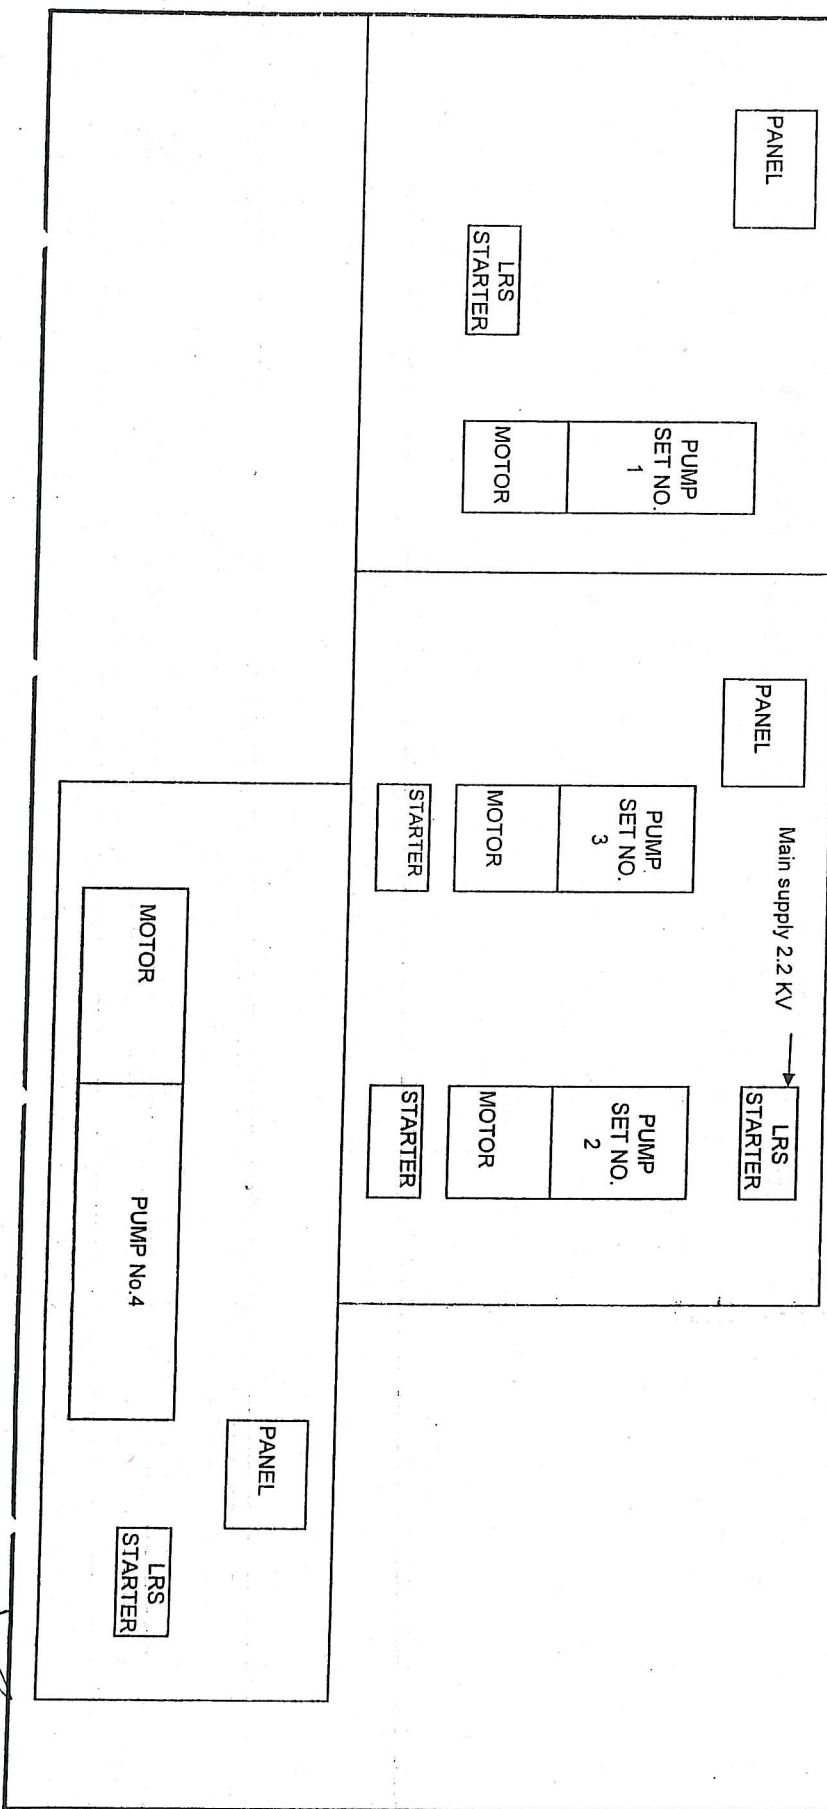 PANEL
LRS
STARTER
PUMP
SET NO.
1
MOTOR
PANEL
Main supply 2.2 KV
LRS
STARTER
PUMP
SET NO.
3
MOTOR
STARTER
PUMP
SET NO.
2
MOTOR
STARTER
MOTOR
PUMP No.4
PANEL
LRS
STARTER